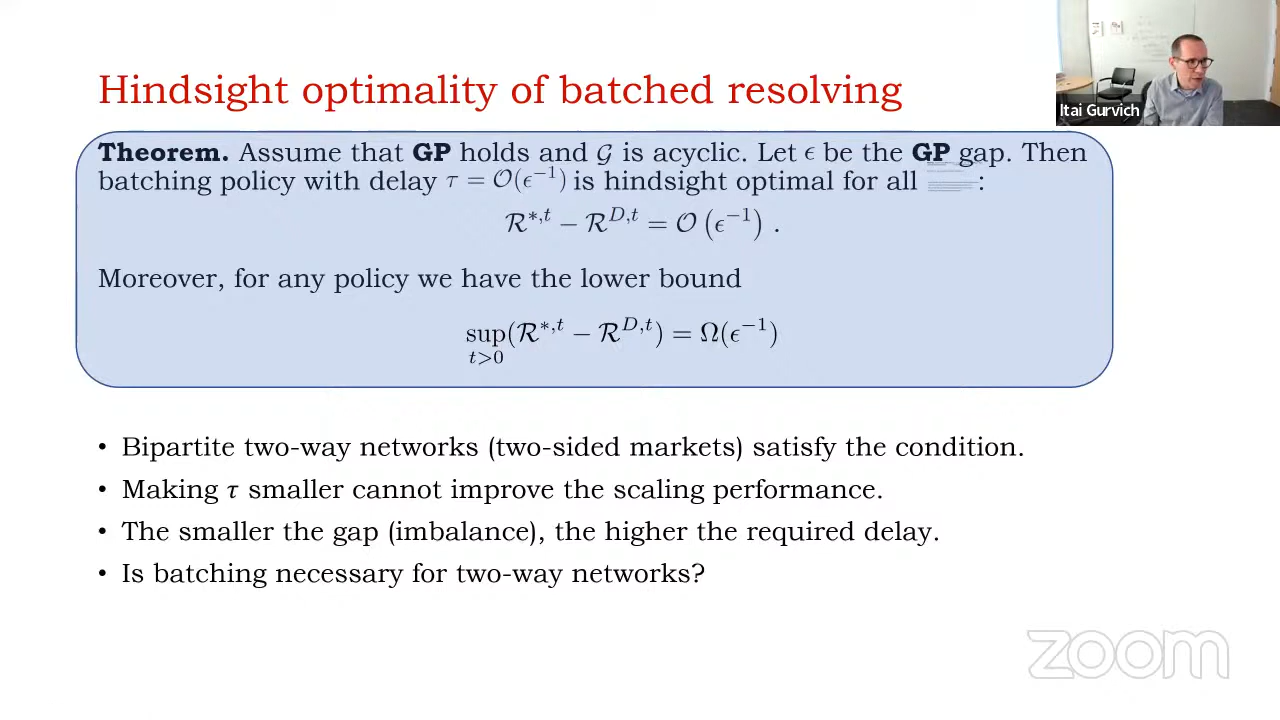 Hindsight optimality of batched resolving
Itai Gurvich
Theorem. Assume that GP holds and 𝒢 is acyclic. Let ϵ be the GP gap. Then
batching policy with delay τ = 𝒪(ϵ⁻¹) is hindsight optimal for all :
ℛ*,t − ℛD,t = 𝒪 (ϵ⁻¹) .
Moreover, for any policy we have the lower bound
sup(ℛ*,t − ℛD,t) = Ω(ϵ⁻¹)
t>0
• Bipartite two-way networks (two-sided markets) satisfy the condition.
• Making τ smaller cannot improve the scaling performance.
• The smaller the gap (imbalance), the higher the required delay.
• Is batching necessary for two-way networks?
zoom